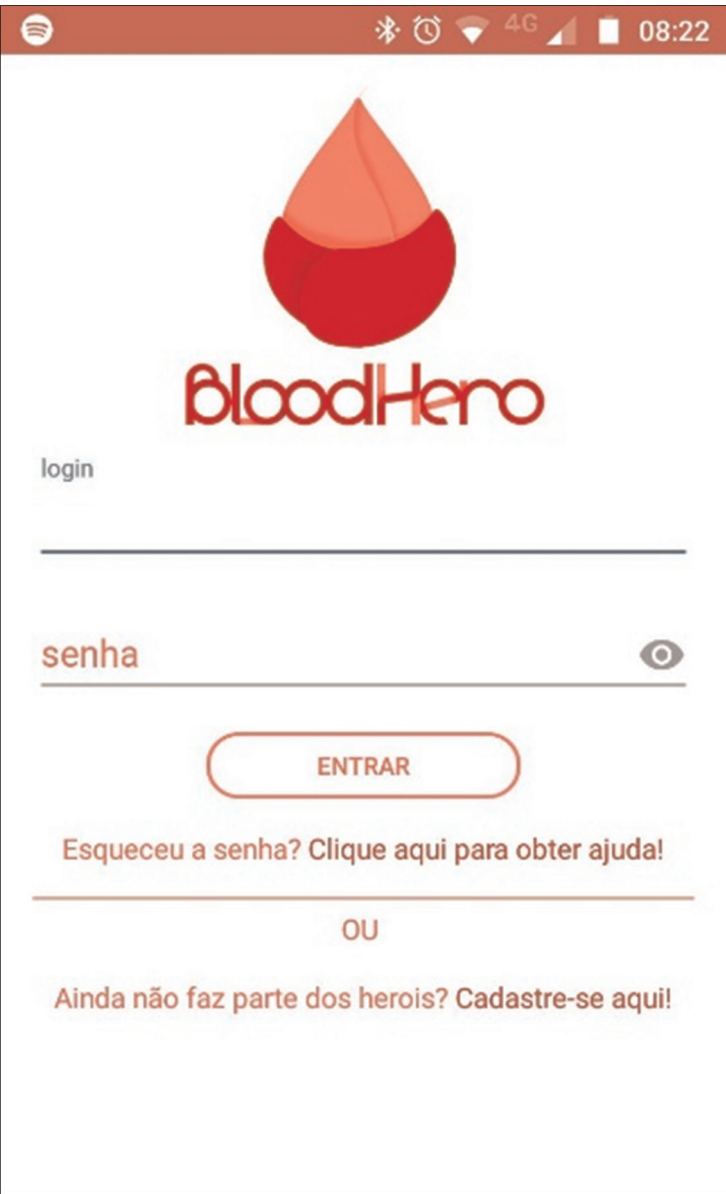 4G 08:22
BloodHero
login
senha
ENTRAR
Esqueceu a senha? Clique aqui para obter ajuda!
OU
Ainda não faz parte dos herois? Cadastre-se aqui!